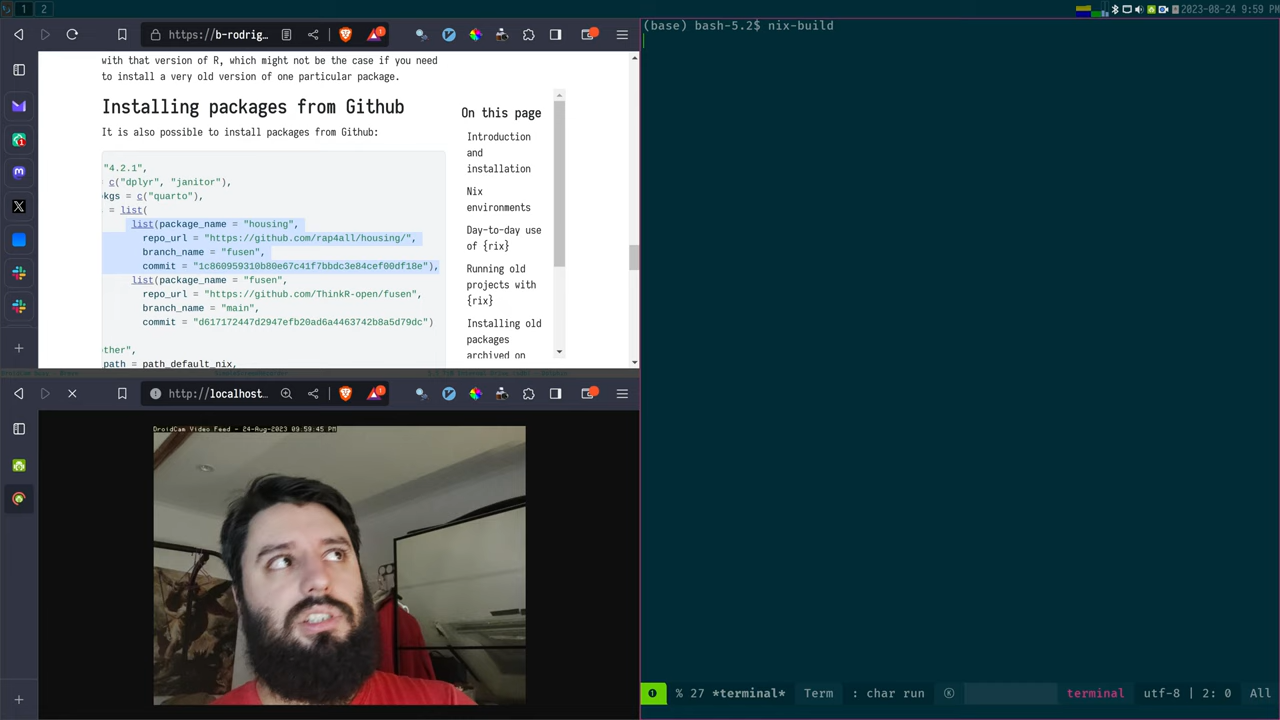 1 2
2023-08-24 9:59 PM
https://b-rodrig
(base) bash-5.2$ nix-build
with that version of R, which might not be the case if you need
to install a very old version of one particular package.
Installing packages from Github
It is also possible to install packages from Github:
"4.2.1",
c("dplyr", "janitor"),
kgs = c("quarto"),
= list(
list(package_name = "housing",
repo_url = "https://github.com/rap4all/housing/",
branch_name = "fusen",
commit = "1c860959310b80e67c41f7bbdc3e84cef00df18e"),
list(package_name = "fusen",
repo_url = "https://github.com/ThinkR-open/fusen",
branch_name = "main",
commit = "d617172447d2947efb20ad6a4463742b8a5d79dc")
ther",
path = path_default_nix,
On this page
Introduction
and
installation
Nix
environments
Day-to-day use
of {rix}
Running old
projects with
{rix}
Installing old
packages
archived on
http://localhost…
DroidCam Video Feed - 24-Aug-2023 09:59:45 PM
% 27 *terminal* Term : char run terminal utf-8 | 2: 0 All